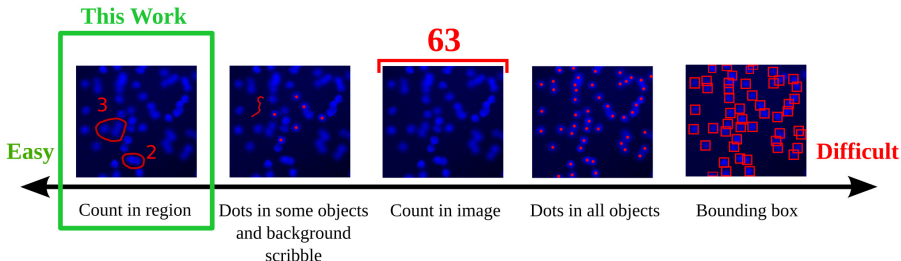 This Work
63
3
2
Easy
Difficult
Count in region
Dots in some objects
and background
scribble
Count in image
Dots in all objects
Bounding box